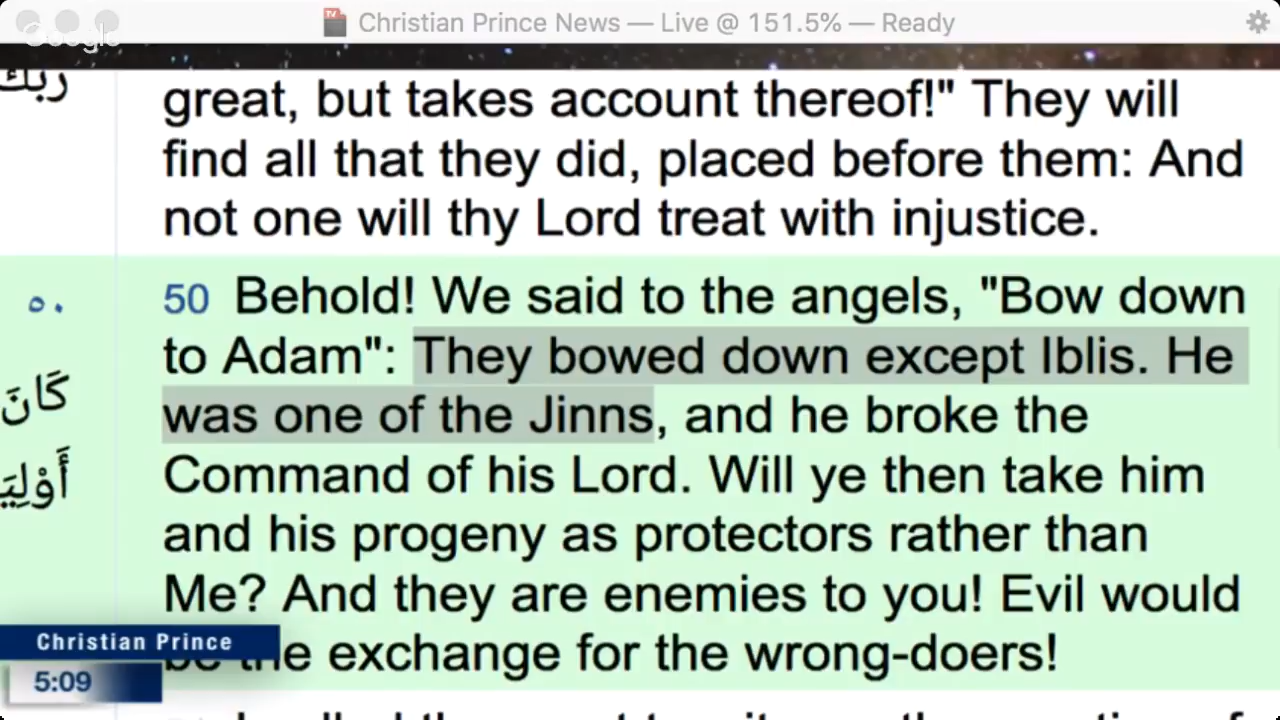 Christian Prince News — Live @ 151.5% — Ready
Google
رَبُّكَ
great, but takes account thereof!" They will
find all that they did, placed before them: And
not one will thy Lord treat with injustice.
٥٠
50 Behold! We said to the angels, "Bow down
to Adam": They bowed down except Iblis. He
كَانَ
was one of the Jinns, and he broke the
Command of his Lord. Will ye then take him
and his progeny as protectors rather than
Me? And they are enemies to you! Evil would
be the exchange for the wrong-doers!
Christian Prince
5:09